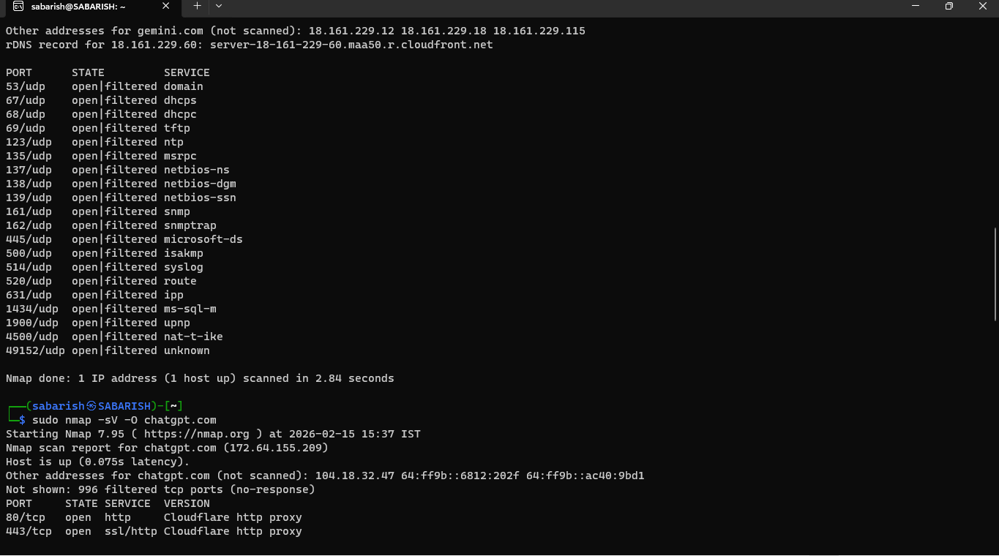 sabarish@SABARISH: ~
Other addresses for gemini.com (not scanned): 18.161.229.12 18.161.229.18 18.161.229.115
rDNS record for 18.161.229.60: server-18-161-229-60.maa50.r.cloudfront.net
PORT STATE SERVICE
53/udp open|filtered domain
67/udp open|filtered dhcps
68/udp open|filtered dhcpc
69/udp open|filtered tftp
123/udp open|filtered ntp
135/udp open|filtered msrpc
137/udp open|filtered netbios-ns
138/udp open|filtered netbios-dgm
139/udp open|filtered netbios-ssn
161/udp open|filtered snmp
162/udp open|filtered snmptrap
445/udp open|filtered microsoft-ds
500/udp open|filtered isakmp
514/udp open|filtered syslog
520/udp open|filtered route
631/udp open|filtered ipp
1434/udp open|filtered ms-sql-m
1900/udp open|filtered upnp
4500/udp open|filtered nat-t-ike
49152/udp open|filtered unknown
Nmap done: 1 IP address (1 host up) scanned in 2.84 seconds
┌──(sabarish㉿SABARISH)-[~]
└─$ sudo nmap -sV -O chatgpt.com
Starting Nmap 7.95 ( https://nmap.org ) at 2026-02-15 15:37 IST
Nmap scan report for chatgpt.com (172.64.155.209)
Host is up (0.075s latency).
Other addresses for chatgpt.com (not scanned): 104.18.32.47 64:ff9b::6812:202f 64:ff9b::ac40:9bd1
Not shown: 996 filtered tcp ports (no-response)
PORT STATE SERVICE VERSION
80/tcp open http Cloudflare http proxy
443/tcp open ssl/http Cloudflare http proxy